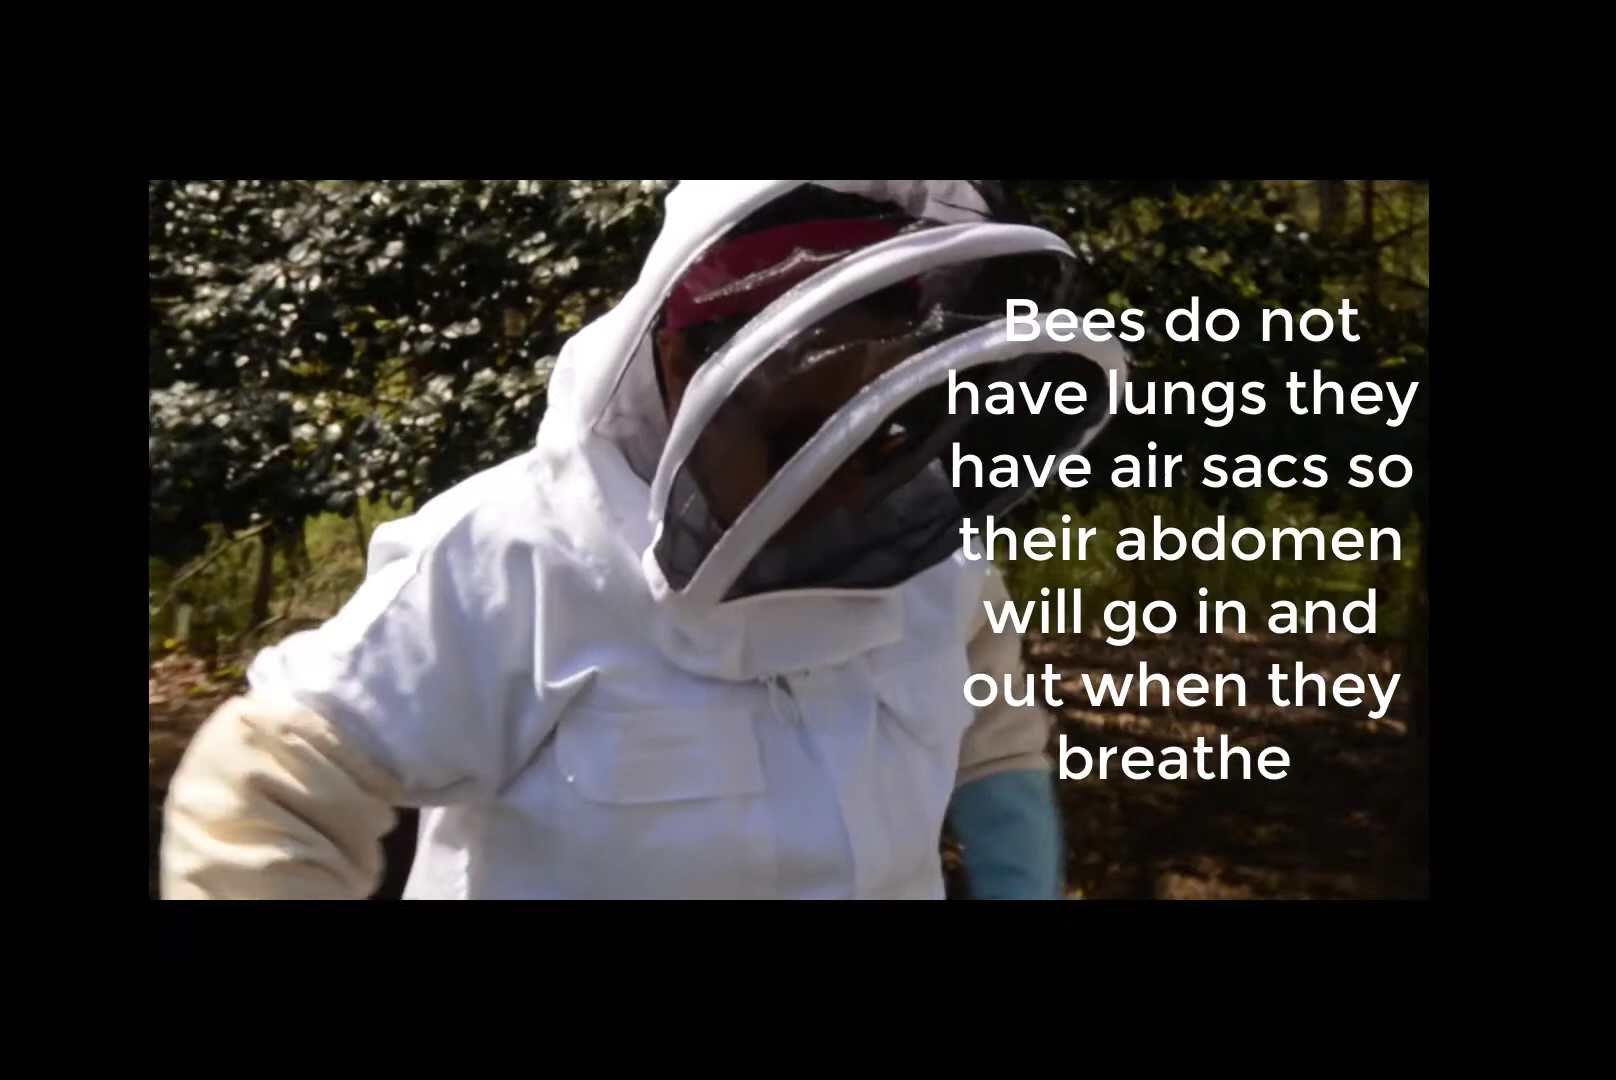 Bees do not
have lungs they
have air sacs so
their abdomen
will go in and
out when they
breathe